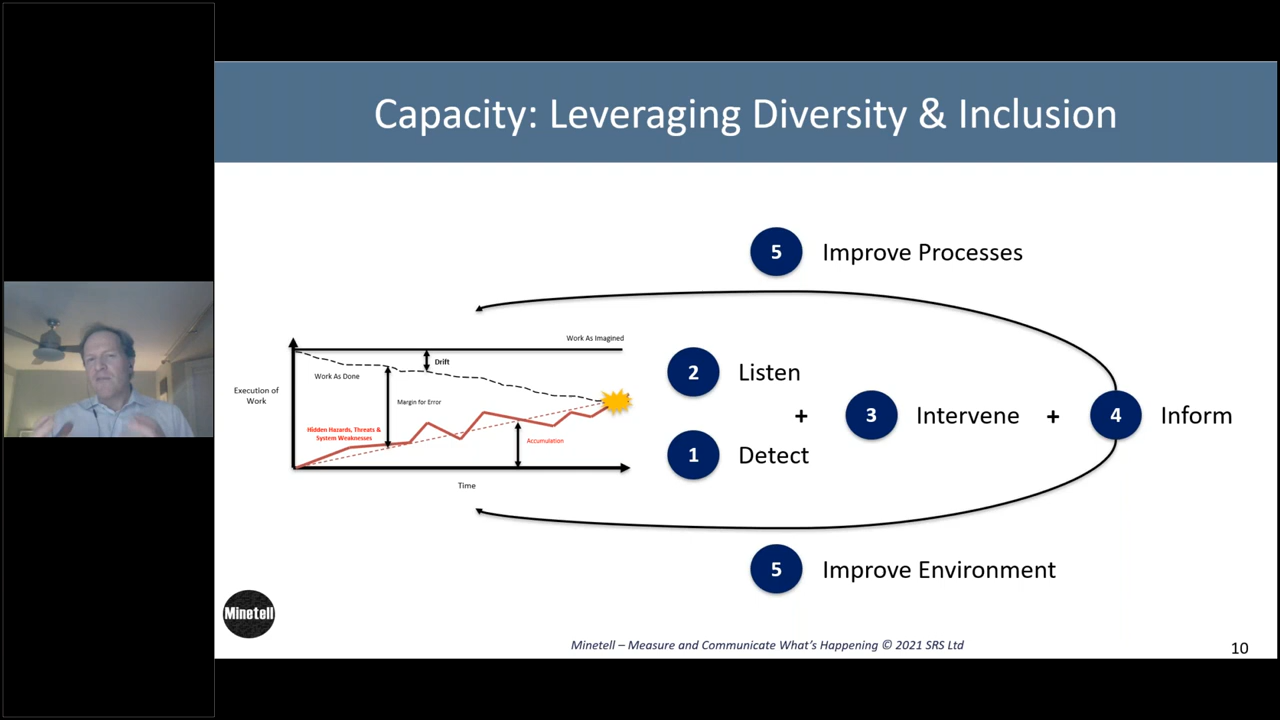 Capacity: Leveraging Diversity & Inclusion
5 Improve Processes
Work As Imagined
Drift
Work As Done
Execution of
Work
Margin for Error
Hidden Hazards, Threats &
System Weaknesses
Accumulation
Time
2 Listen
+
3 Intervene
+
4 Inform
1 Detect
5 Improve Environment
Minetell
Minetell – Measure and Communicate What's Happening © 2021 SRS Ltd
10